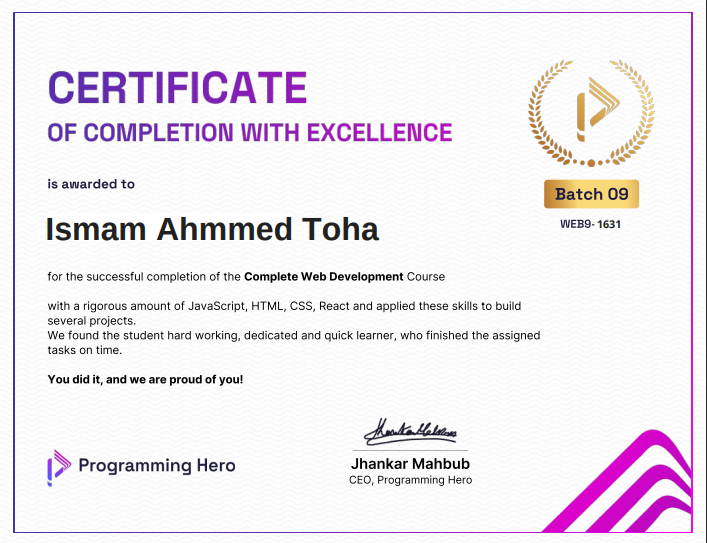 CERTIFICATE
OF COMPLETION WITH EXCELLENCE
is awarded to
Ismam Ahmmed Toha
Batch 09
WEB9-1631
for the successful completion of the Complete Web Development Course
with a rigorous amount of JavaScript, HTML, CSS, React and applied these skills to build
several projects.
We found the student hard working, dedicated and quick learner, who finished the assigned
tasks on time.
You did it, and we are proud of you!
Programming Hero
Jhankar Mahbub
CEO, Programming Hero